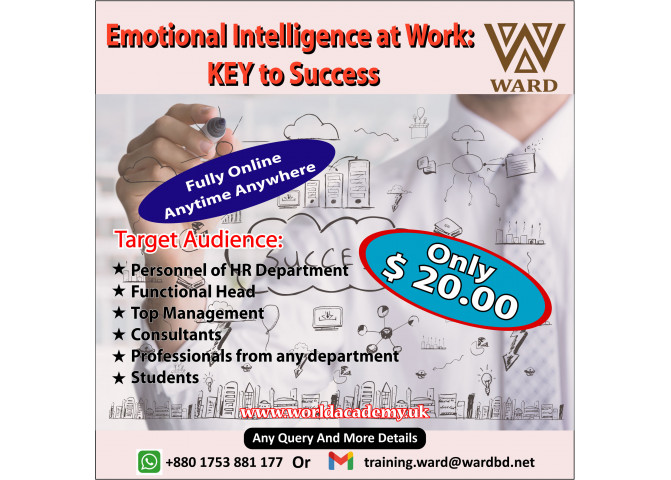 Emotional Intelligence at Work:
KEY to Success
WARD
Fully Online
Anytime Anywhere
Target Audience:
SUCCE
Only
$ 20.00
★ Personnel of HR Department
★ Functional Head
★ Top Management
★ Consultants
★ Professionals from any department
★ Students
www.worldacademy.uk
Any Query And More Details
+880 1753 881 177 Or training.ward@wardbd.net